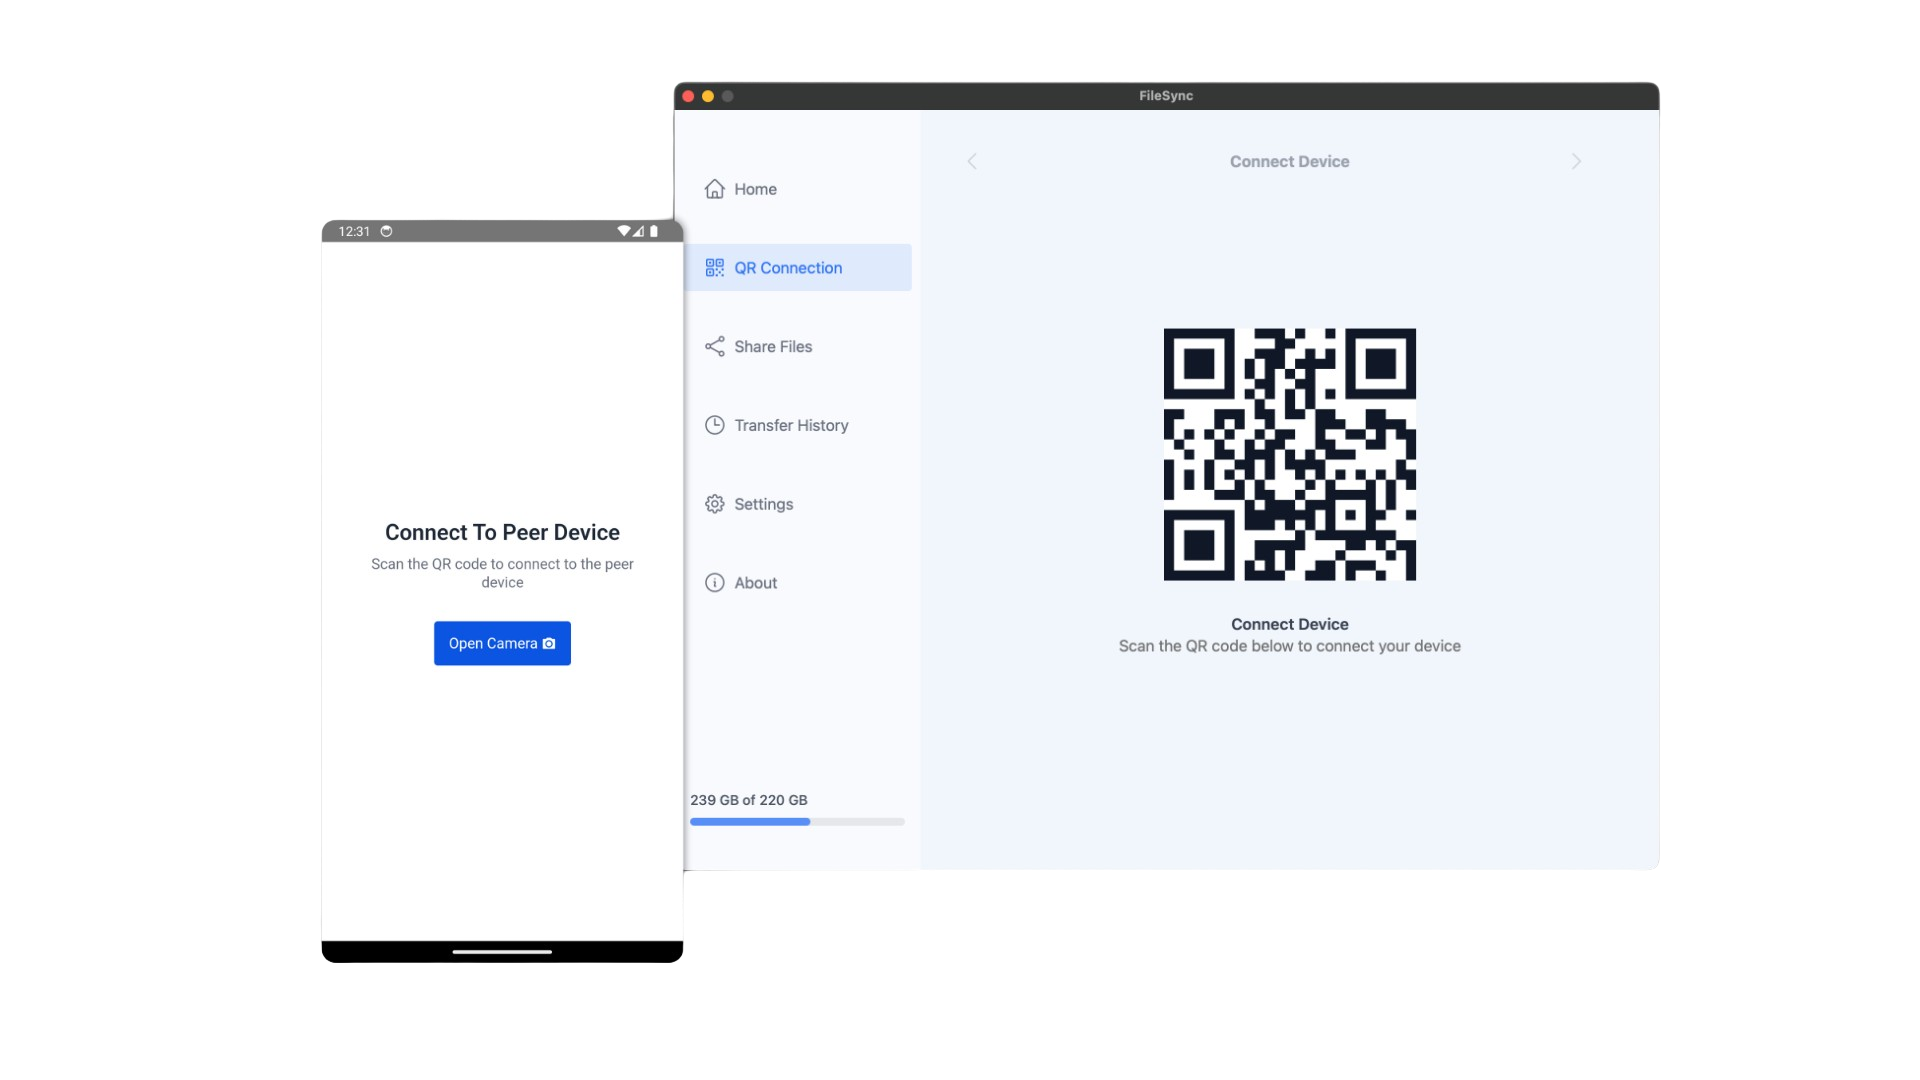 FileSync
Home
QR Connection
Share Files
Transfer History
Settings
About
239 GB of 220 GB
Connect Device
Connect Device
Scan the QR code below to connect your device
12:31
Connect To Peer Device
Scan the QR code to connect to the peer
device
Open Camera